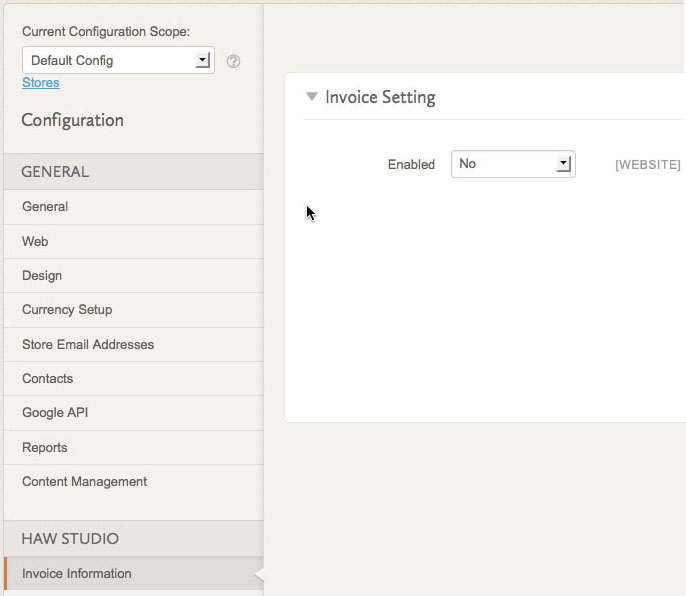 Current Configuration Scope:
Default Config
?
Stores
Configuration
GENERAL
General
Web
Design
Currency Setup
Store Email Addresses
Contacts
Google API
Reports
Content Management
HAW STUDIO
Invoice Information
Invoice Setting
Enabled No [WEBSITE]